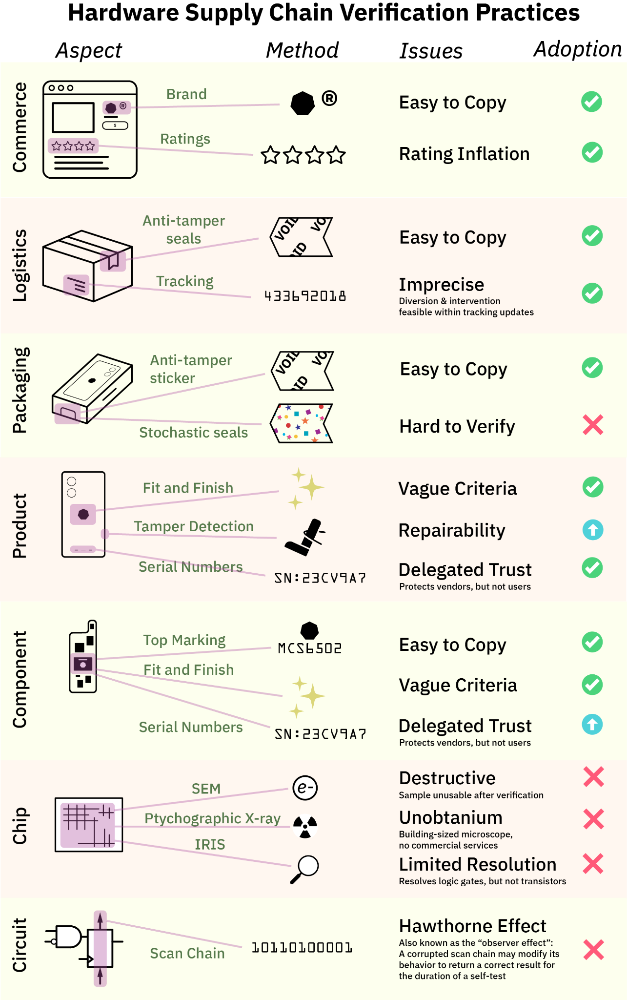 Hardware Supply Chain Verification Practices
Aspect
Method
Issues
Adoption
Commerce
®
$
Brand
®
Easy to Copy
Ratings
Rating Inflation
Logistics
Anti-tamper
seals
VOID
VO
OID
Easy to Copy
Tracking
433692018
Imprecise
Diversion & intervention
feasible within tracking updates
Packaging
Anti-tamper
sticker
VOID
VO
OID
Easy to Copy
Stochastic seals
Hard to Verify
Product
Fit and Finish
Vague Criteria
Tamper Detection
Repairability
Serial Numbers
SN:23CV9A7
Delegated Trust
Protects vendors, but not users
Component
Top Marking
MCS6502
Easy to Copy
Fit and Finish
Vague Criteria
Serial Numbers
SN:23CV9A7
Delegated Trust
Protects vendors, but not users
Chip
SEM
e-
Destructive
Sample unusable after verification
Ptychographic X-ray
Unobtanium
Building-sized microscope,
no commercial services
IRIS
Limited Resolution
Resolves logic gates, but not transistors
Circuit
Scan Chain
10110100001
Hawthorne Effect
Also known as the “observer effect”:
A corrupted scan chain may modify its
behavior to return a correct result for
the duration of a self-test